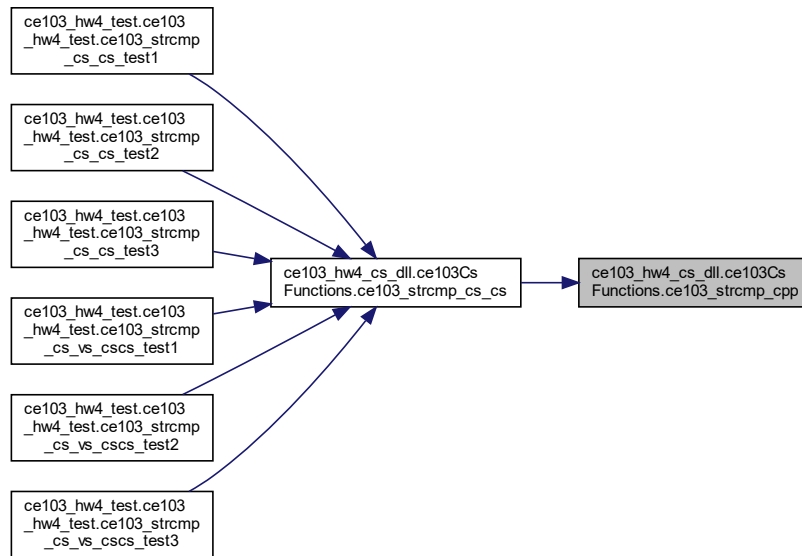 ce103_hw4_test.ce103
_hw4_test.ce103_strcmp
_cs_cs_test1
ce103_hw4_test.ce103
_hw4_test.ce103_strcmp
_cs_cs_test2
ce103_hw4_test.ce103
_hw4_test.ce103_strcmp
_cs_cs_test3
ce103_hw4_test.ce103
_hw4_test.ce103_strcmp
_cs_vs_cscs_test1
ce103_hw4_test.ce103
_hw4_test.ce103_strcmp
_cs_vs_cscs_test2
ce103_hw4_test.ce103
_hw4_test.ce103_strcmp
_cs_vs_cscs_test3
ce103_hw4_cs_dll.ce103Cs
Functions.ce103_strcmp_cs_cs
ce103_hw4_cs_dll.ce103Cs
Functions.ce103_strcmp_cpp